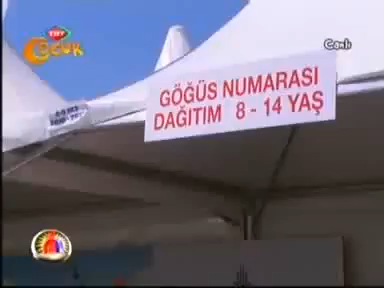 TRT
ÇOCUK
Canlı
GÖĞÜS NUMARASI
DAĞITIM 8 - 14 YAŞ